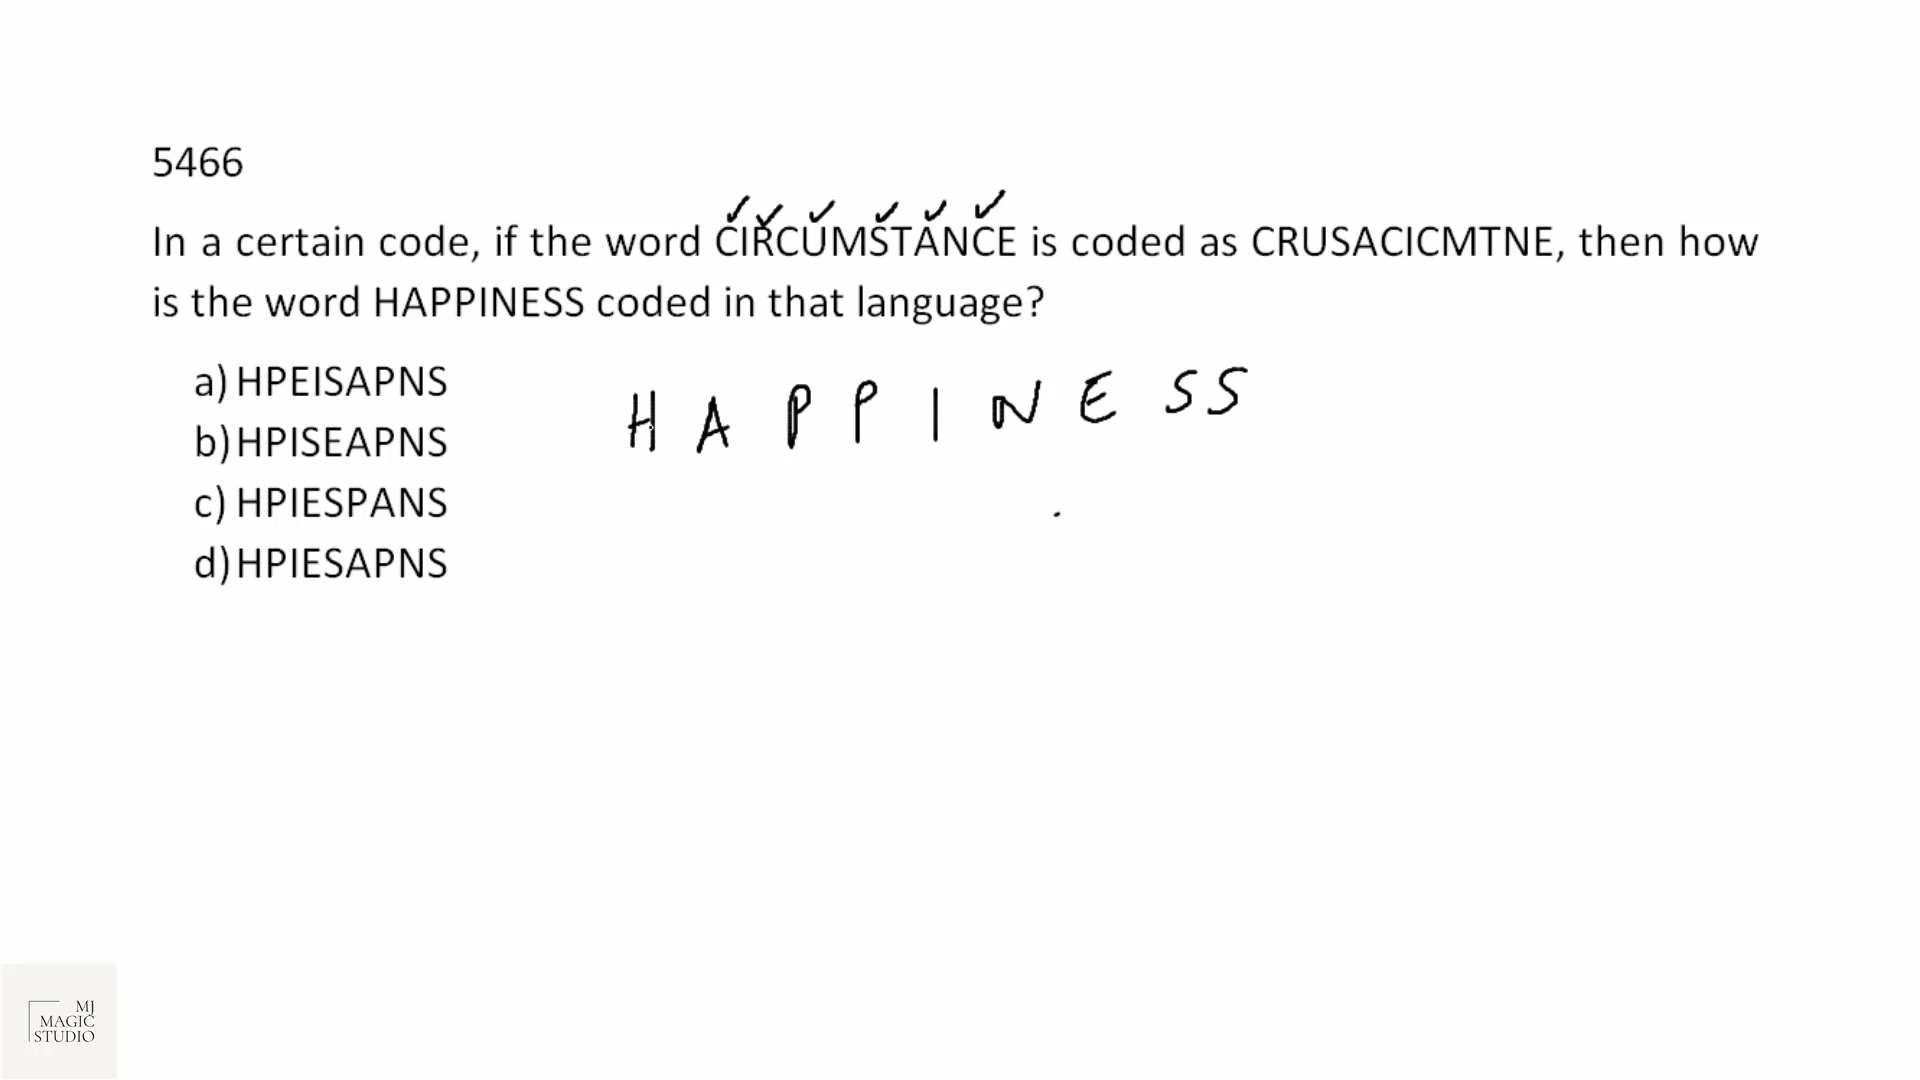 5466
In a certain code, if the word CIRCUMSTANCE is coded as CRUSACICMTNE, then how
is the word HAPPINESS coded in that language?
a) HPEISAPNS
b) HPISEAPNS
c) HPIESPANS
d) HPIESAPNS
H A P P I N E S S
MJ
MAGIC
STUDIO